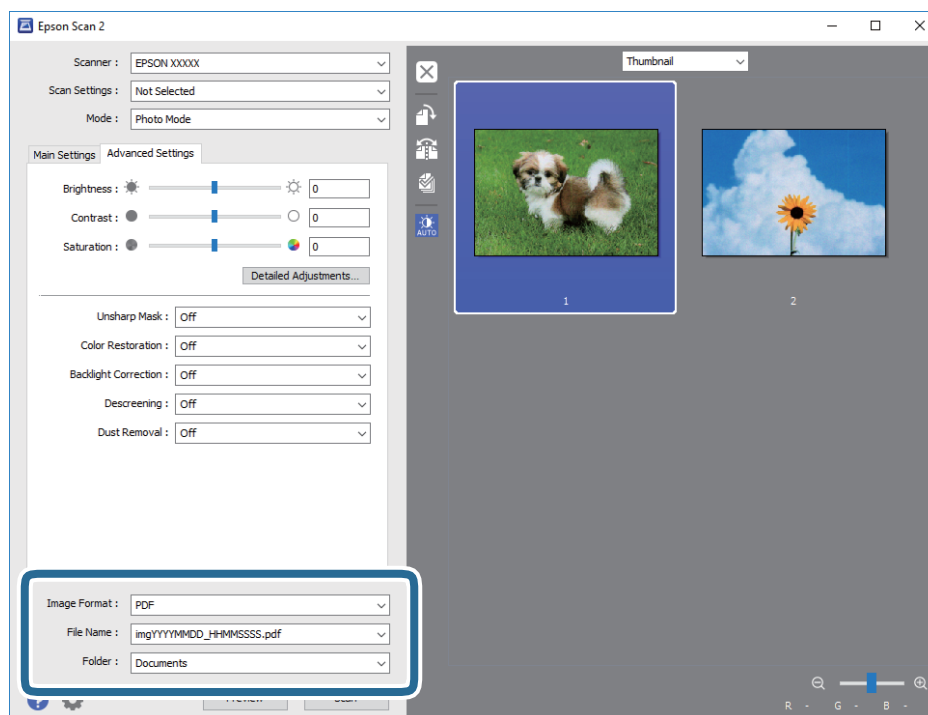 Epson Scan 2
Scanner : EPSON XXXXX
Scan Settings : Not Selected
Mode : Photo Mode
Main Settings Advanced Settings
Brightness : 0
Contrast : 0
Saturation : 0
Detailed Adjustments...
Unsharp Mask : Off
Color Restoration : Off
Backlight Correction : Off
Descreening : Off
Dust Removal : Off
Image Format : PDF
File Name : imgYYYYMMDD_HHMMSSSS.pdf
Folder : Documents
Preview Scan
Thumbnail
AUTO
1 2
R - G - B -